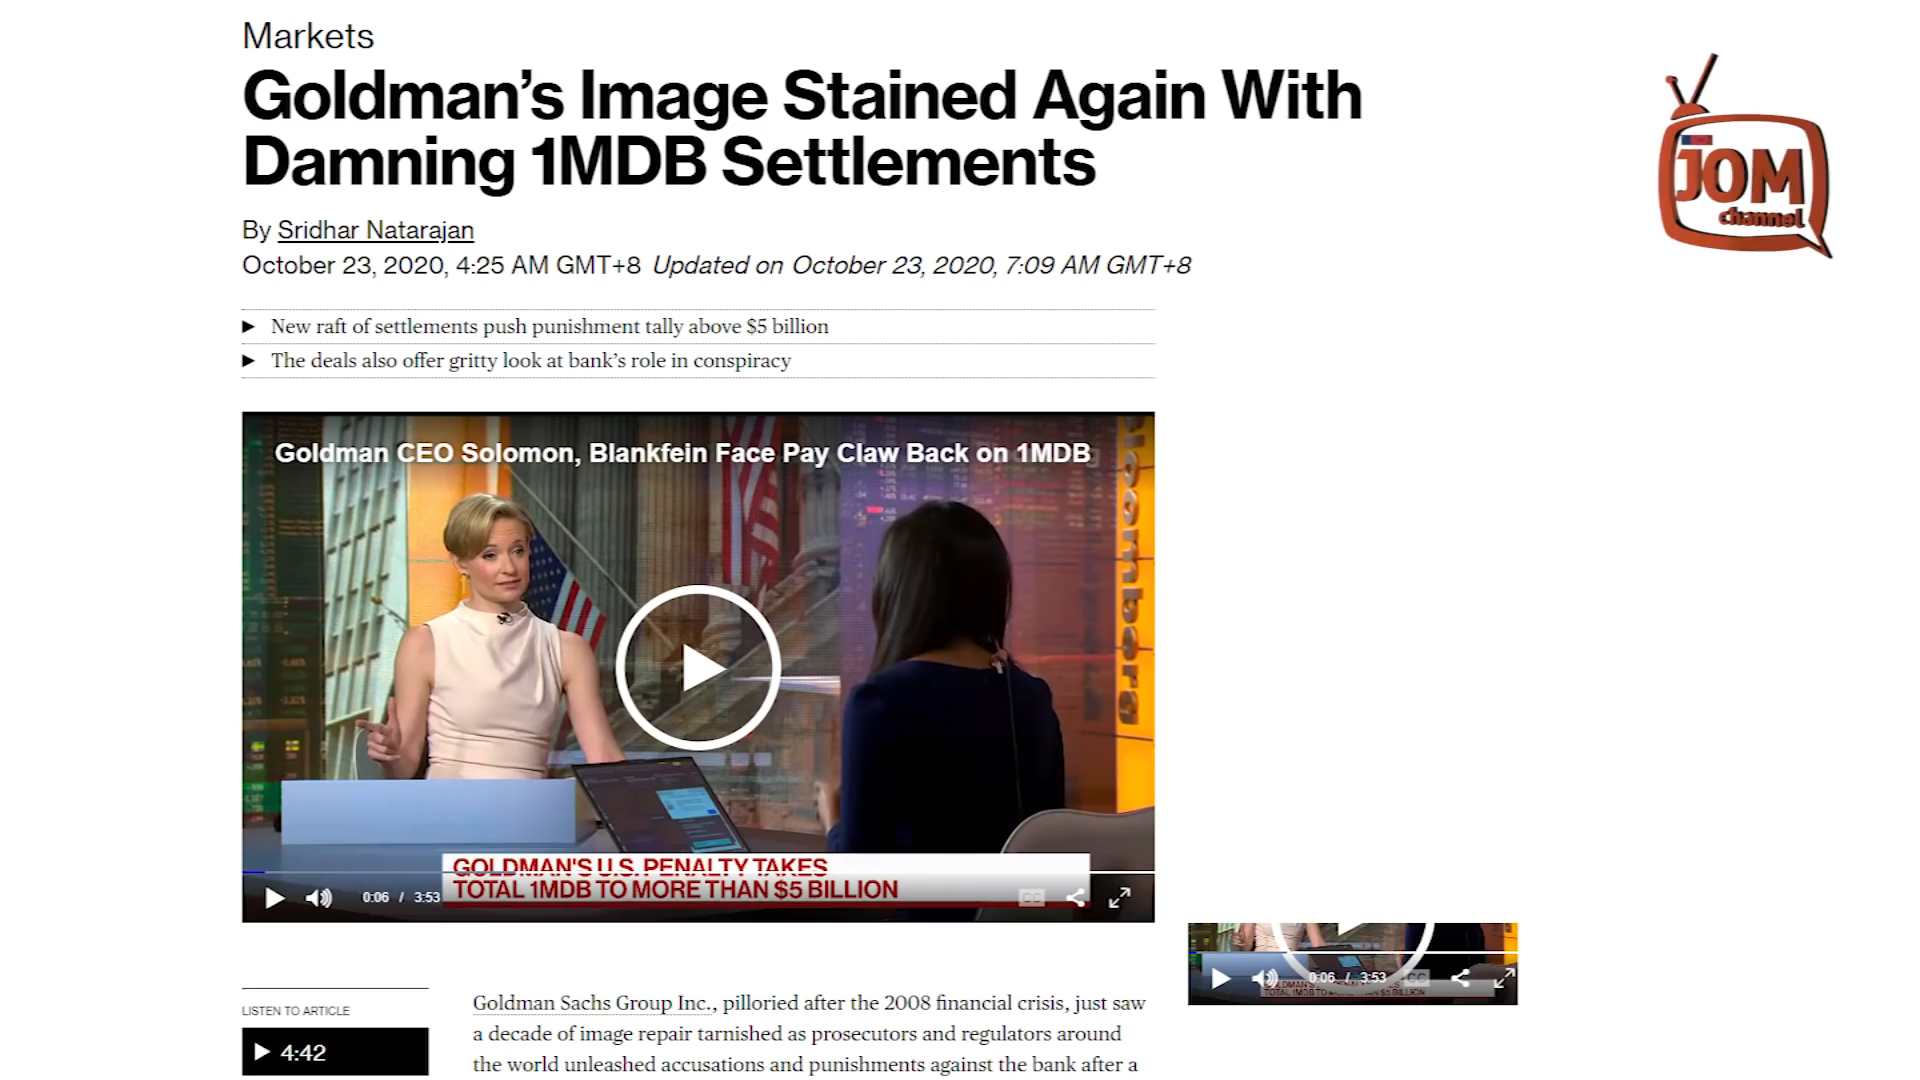 Markets
Goldman's Image Stained Again With
Damning 1MDB Settlements
By Sridhar Natarajan
October 23, 2020, 4:25 AM GMT+8 Updated on October 23, 2020, 7:09 AM GMT+8
New raft of settlements push punishment tally above $5 billion
The deals also offer gritty look at bank's role in conspiracy
JOM
channel
Goldman CEO Solomon, Blankfein Face Pay Claw Back on 1MDB
Bloomberg
GOLDMAN'S U.S. PENALTY TAKES
TOTAL 1MDB TO MORE THAN $5 BILLION
0:06 / 3:53
CC
0:06 / 3:53
CC
LISTEN TO ARTICLE
4:42
Goldman Sachs Group Inc., pilloried after the 2008 financial crisis, just saw
a decade of image repair tarnished as prosecutors and regulators around
the world unleashed accusations and punishments against the bank after a